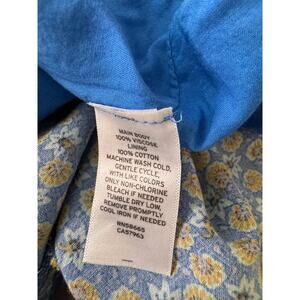 MAIN BODY
100% VISCOSE
LINING
100% COTTON
MACHINE WASH COLD,
GENTLE CYCLE,
WITH LIKE COLORS
ONLY NON-CHLORINE
BLEACH IF NEEDED
TUMBLE DRY LOW,
REMOVE PROMPTLY
COOL IRON IF NEEDED
RN58665
CA57963